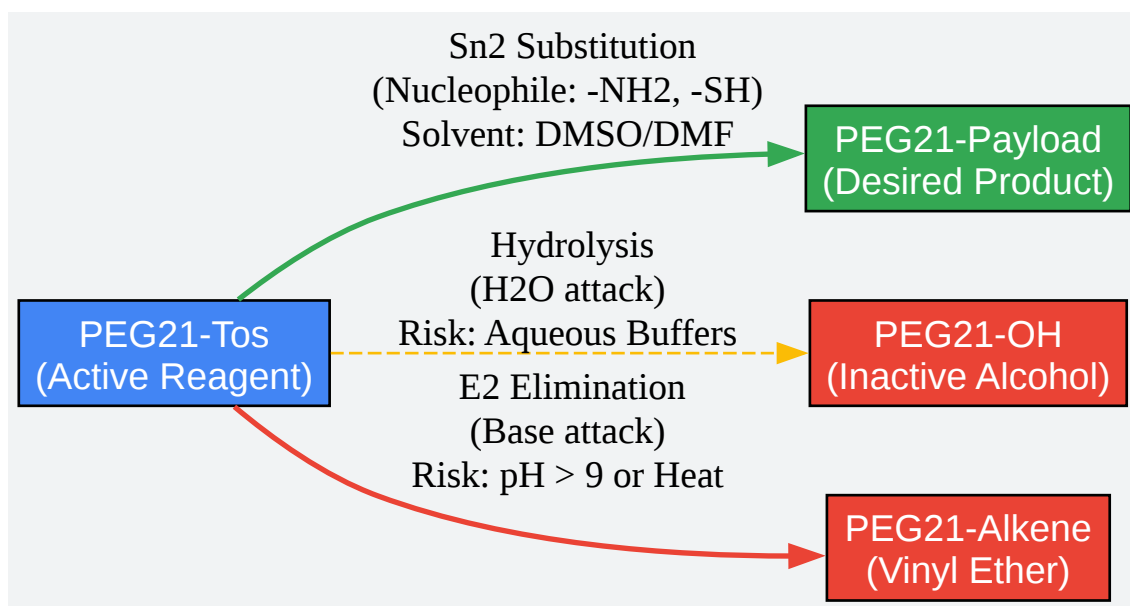 Sn2 Substitution
(Nucleophile: -NH2, -SH)
Solvent: DMSO/DMF
PEG21-Payload
(Desired Product)
Hydrolysis
(H2O attack)
Risk: Aqueous Buffers
PEG21-Tos
(Active Reagent)
PEG21-OH
(Inactive Alcohol)
E2 Elimination
(Base attack)
Risk: pH > 9 or Heat
PEG21-Alkene
(Vinyl Ether)